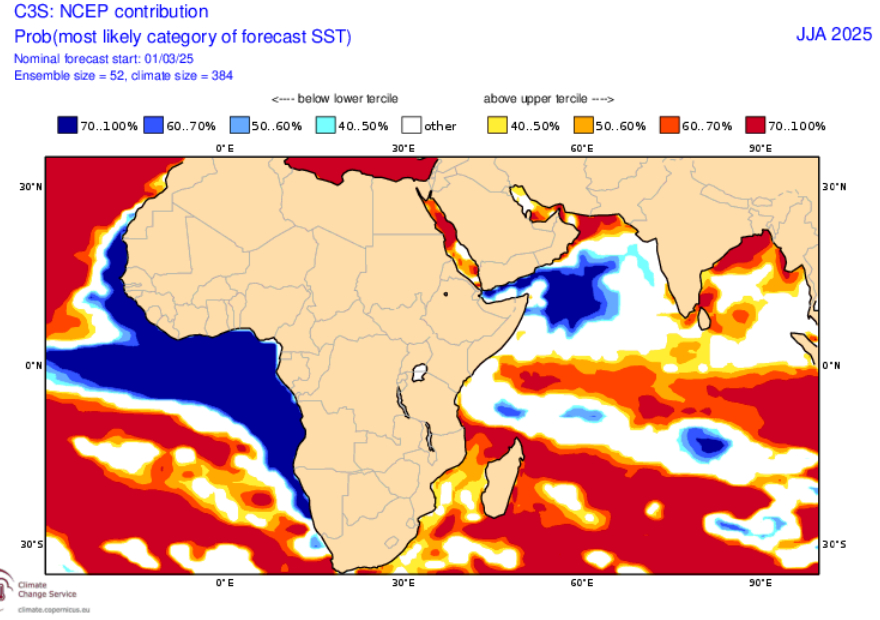 C3S: NCEP contribution
Prob(most likely category of forecast SST)
JJA 2025
Nominal forecast start: 01/03/25
Ensemble size = 52, climate size = 384
<---- below lower tercile
above upper tercile ---->
70..100% 60..70% 50..60% 40..50% other 40..50% 50..60% 60..70% 70..100%
0°E 30°E 60°E 90°E
30°N 30°N
0°N 0°N
30°S 30°S
0°E 30°E 60°E 90°E
Climate
Change Service
climate.copernicus.eu